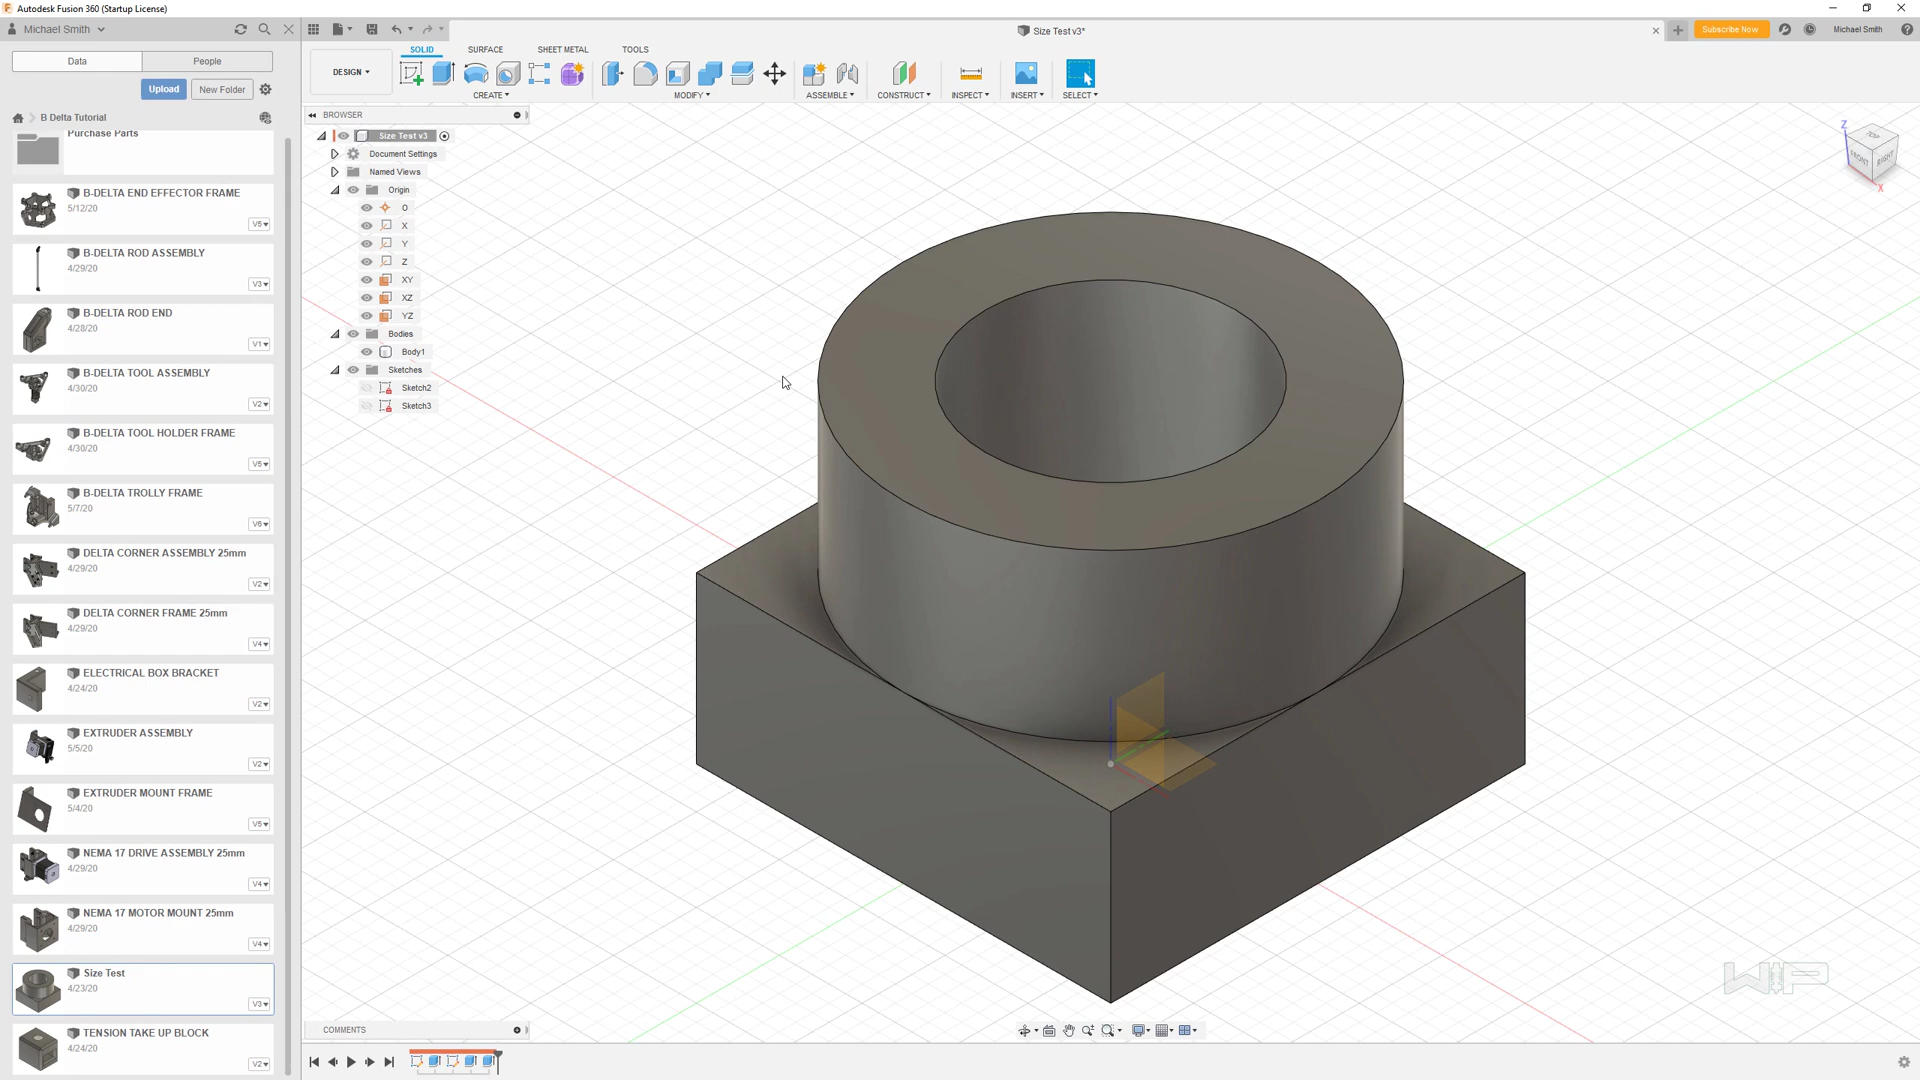 Autodesk Fusion 360 (Startup License)
Michael Smith
Size Test v3*
Subscribe Now
Michael Smith
Data
People
Upload
New Folder
B Delta Tutorial
Purchase Parts
B-DELTA END EFFECTOR FRAME
5/12/20
V5
B-DELTA ROD ASSEMBLY
4/29/20
V3
B-DELTA ROD END
4/28/20
V1
B-DELTA TOOL ASSEMBLY
4/30/20
V2
B-DELTA TOOL HOLDER FRAME
4/30/20
V5
B-DELTA TROLLY FRAME
5/7/20
V6
DELTA CORNER ASSEMBLY 25mm
4/29/20
V2
DELTA CORNER FRAME 25mm
4/29/20
V4
ELECTRICAL BOX BRACKET
4/24/20
V2
EXTRUDER ASSEMBLY
5/5/20
V2
EXTRUDER MOUNT FRAME
5/4/20
V5
NEMA 17 DRIVE ASSEMBLY 25mm
4/29/20
V4
NEMA 17 MOTOR MOUNT 25mm
4/29/20
V4
Size Test
4/23/20
V3
TENSION TAKE UP BLOCK
4/24/20
V2
DESIGN
SOLID SURFACE SHEET METAL TOOLS
CREATE MODIFY ASSEMBLE CONSTRUCT INSPECT INSERT SELECT
BROWSER
Size Test v3
Document Settings
Named Views
Origin
O
X
Y
Z
XY
XZ
YZ
Bodies
Body1
Sketches
Sketch2
Sketch3
Z
TOP
FRONT RIGHT
X
WIP
COMMENTS